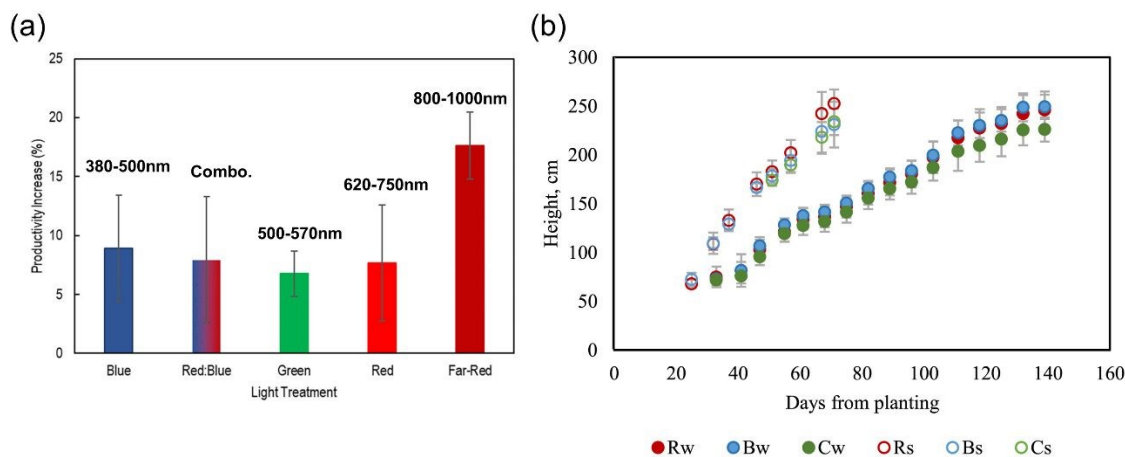 (a)
25
20
15
10
5
0
Productivity Increase (%)
380-500nm
Combo.
500-570nm
620-750nm
800-1000nm
Blue
Red:Blue
Green
Red
Far-Red
Light Treatment
(b)
300
250
200
150
100
50
0
Height, cm
0 20 40 60 80 100 120 140 160
Days from planting
Rw Bw Cw Rs Bs Cs